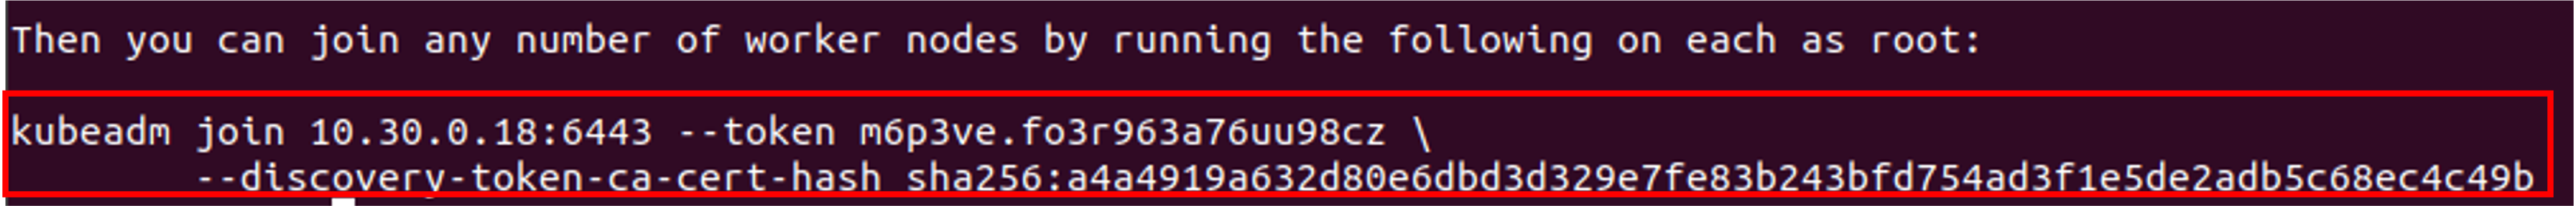 Then you can join any number of worker nodes by running the following on each as root:
kubeadm join 10.30.0.18:6443 --token m6p3ve.fo3r963a76uu98cz \
--discovery-token-ca-cert-hash sha256:a4a4919a632d80e6dbd3d329e7fe83b243bfd754ad3f1e5de2adb5c68ec4c49b